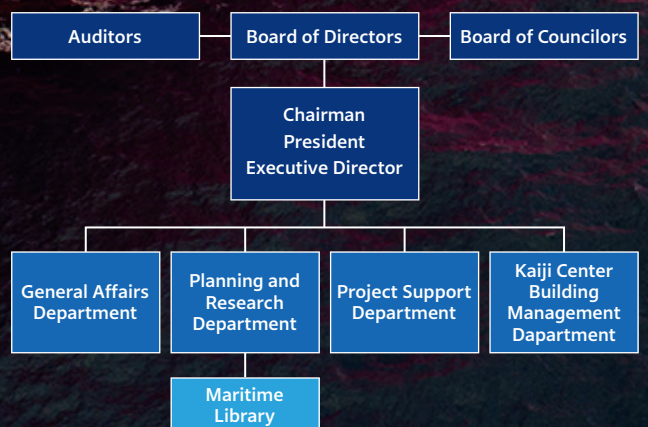 Auditors
Board of Directors
Board of Councilors
Chairman
President
Executive Director
General Affairs
Department
Planning and
Research
Department
Project Support
Department
Kaiji Center
Building
Management
Dapartment
Maritime
Library